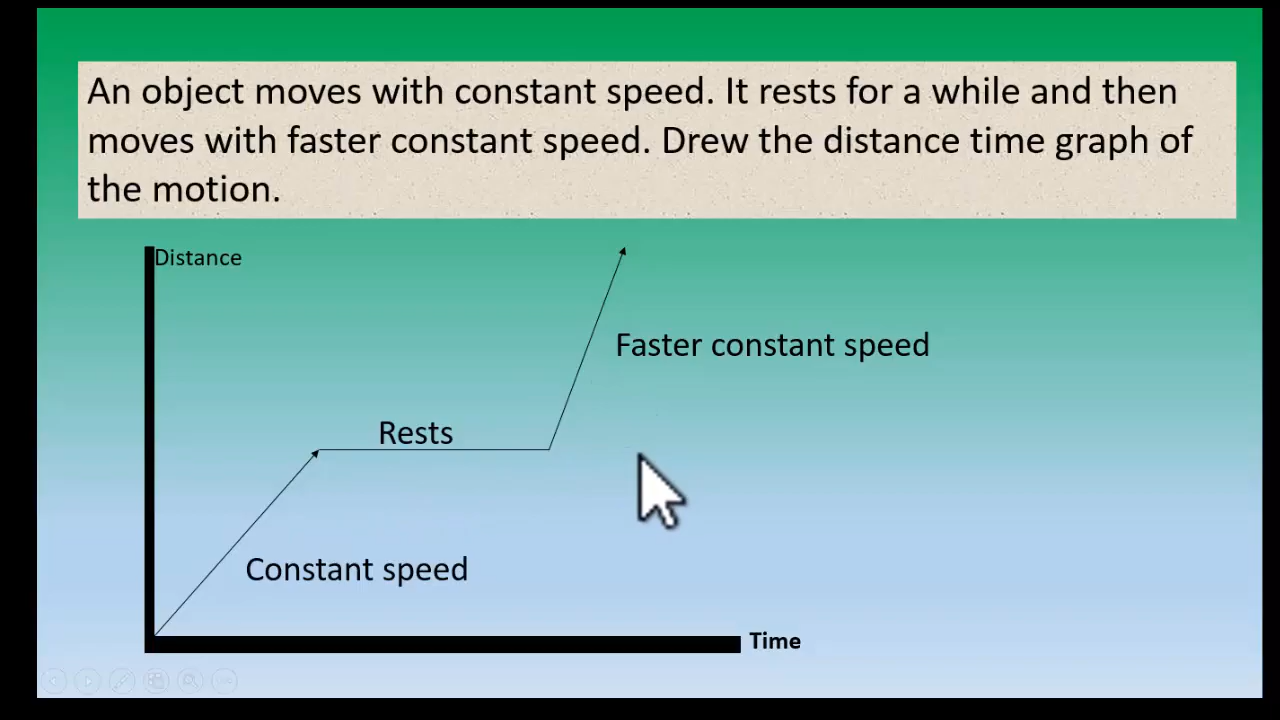 An object moves with constant speed. It rests for a while and then
moves with faster constant speed. Drew the distance time graph of
the motion.
Distance
Faster constant speed
Rests
Constant speed
Time